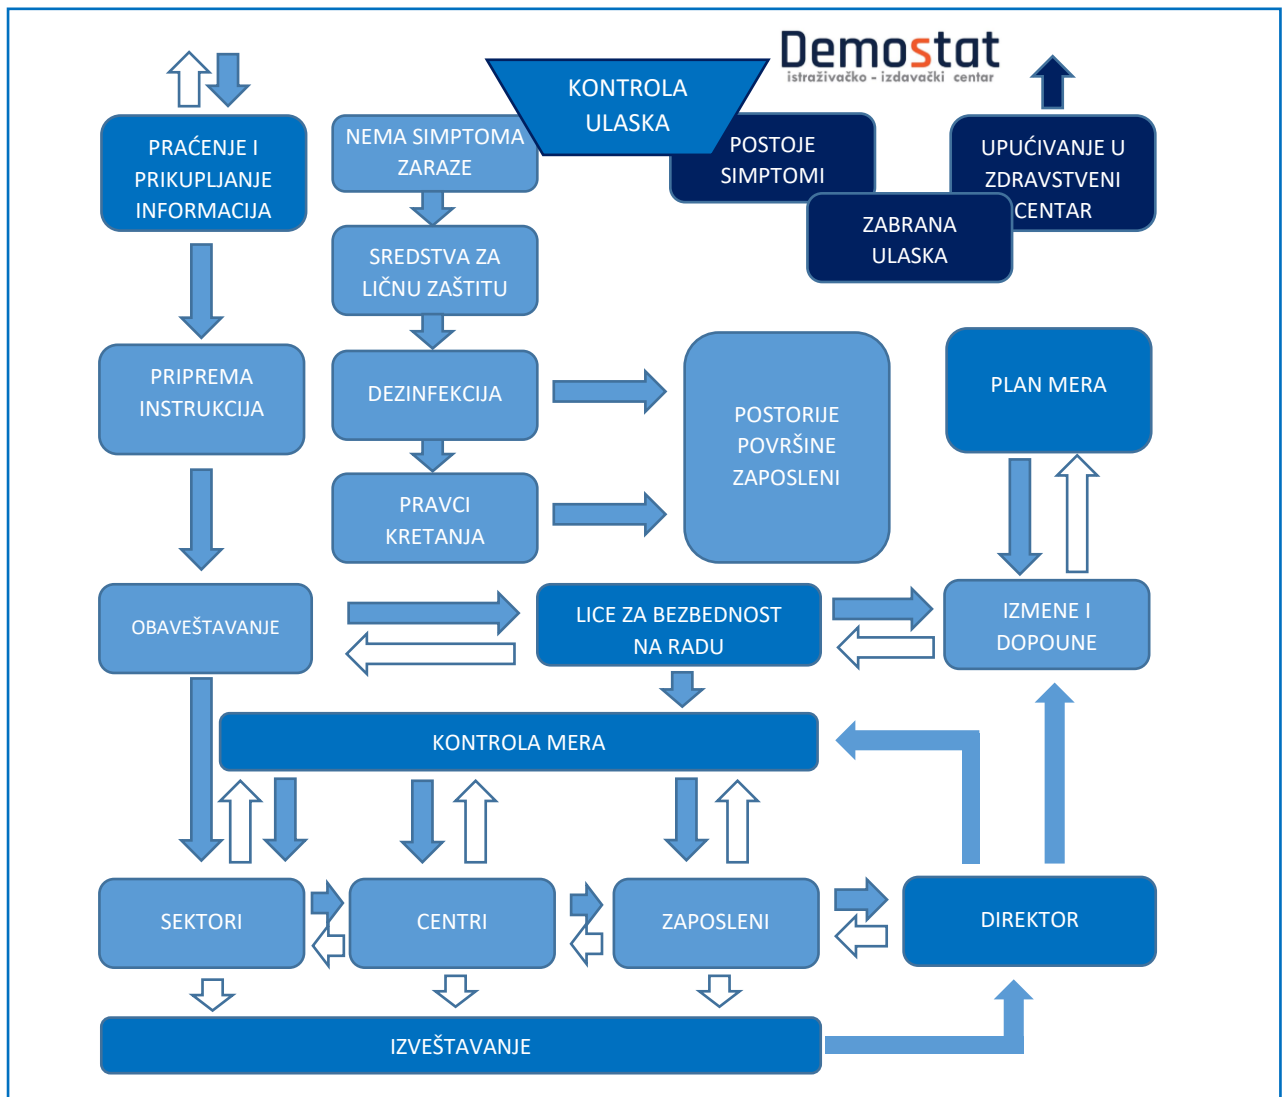 Demostat
istraživačko - izdavački centar
KONTROLA
ULASKA
PRAĆENJE I
PRIKUPLJANJE
INFORMACIJA
NEMA SIMPTOMA
ZARAZE
POSTOJE
SIMPTOMI
UPUĆIVANJE U
ZDRAVSTVENI
CENTAR
ZABRANA
ULASKA
SREDSTVA ZA
LIČNU ZAŠTITU
PRIPREMA
INSTRUKCIJA
DEZINFEKCIJA
POSTORIJE
POVRŠINE
ZAPOSLENI
PLAN MERA
PRAVCI
KRETANJA
OBAVEŠTAVANJE
LICE ZA BEZBEDNOST
NA RADU
IZMENE I
DOPOUNE
KONTROLA MERA
SEKTORI
CENTRI
ZAPOSLENI
DIREKTOR
IZVEŠTAVANJE